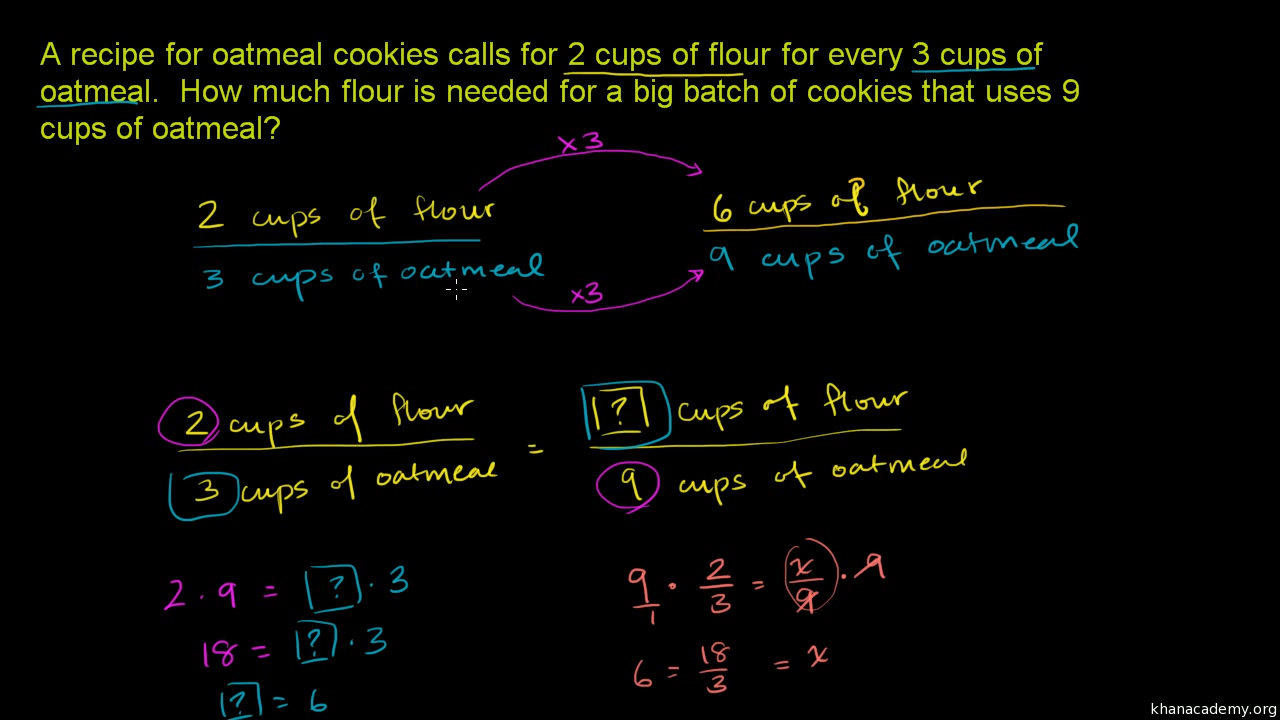 A recipe for oatmeal cookies calls for 2 cups of flour for every 3 cups of
oatmeal. How much flour is needed for a big batch of cookies that uses 9
cups of oatmeal?
x3
2 cups of flour
3 cups of oatmeal
6 cups of flour
9 cups of oatmeal
x3
2 cups of flour
3 cups of oatmeal
=
? cups of flour
9 cups of oatmeal
2 · 9 = ? · 3
18 = ? · 3
? = 6
9/1 · 2/3 = x/9 · 9
6 = 18/3 = x
khanacademy.org